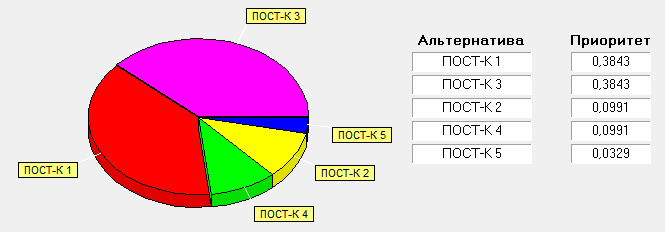 ПОСТ-К 3
ПОСТ-К 5
ПОСТ-К 2
ПОСТ-К 1
ПОСТ-К 4
Альтернатива Приоритет
ПОСТ-К 1 0,3843
ПОСТ-К 3 0,3843
ПОСТ-К 2 0,0991
ПОСТ-К 4 0,0991
ПОСТ-К 5 0,0329